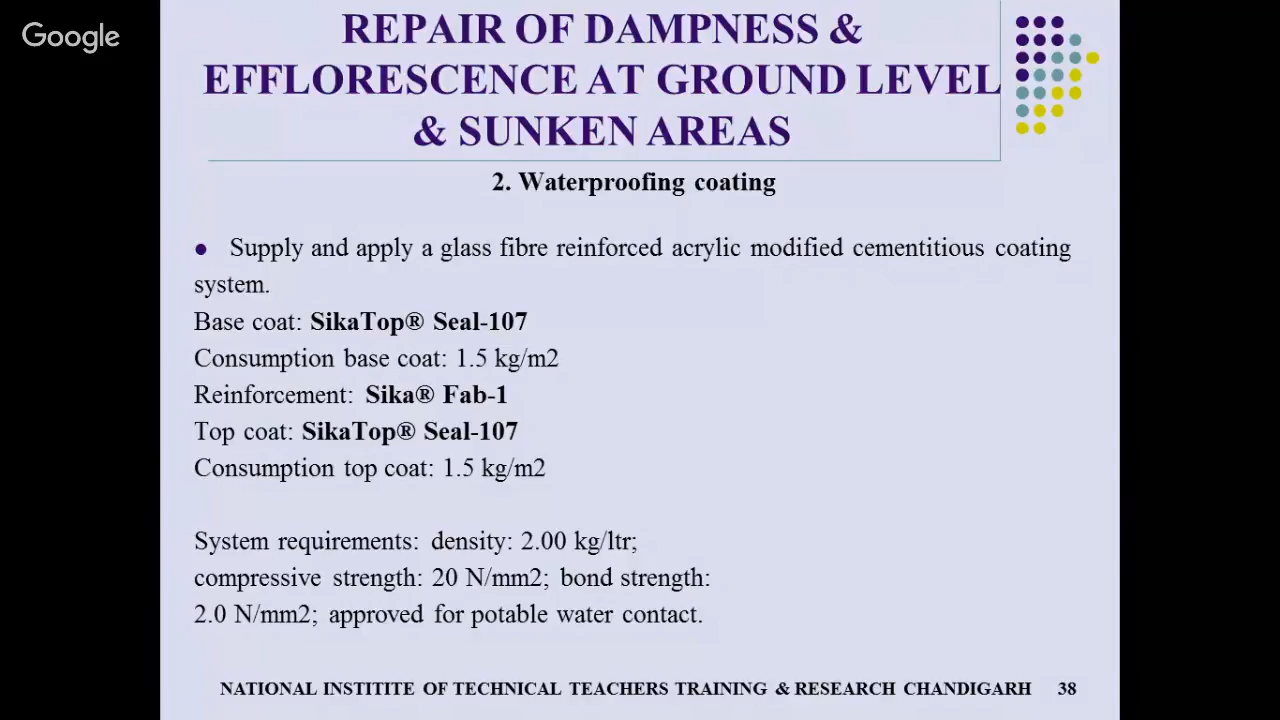 Google
REPAIR OF DAMPNESS &
EFFLORESCENCE AT GROUND LEVEL
& SUNKEN AREAS
2. Waterproofing coating
● Supply and apply a glass fibre reinforced acrylic modified cementitious coating
system.
Base coat: SikaTop® Seal-107
Consumption base coat: 1.5 kg/m2
Reinforcement: Sika® Fab-1
Top coat: SikaTop® Seal-107
Consumption top coat: 1.5 kg/m2
System requirements: density: 2.00 kg/ltr;
compressive strength: 20 N/mm2; bond strength:
2.0 N/mm2; approved for potable water contact.
NATIONAL INSTITITE OF TECHNICAL TEACHERS TRAINING & RESEARCH CHANDIGARH 38